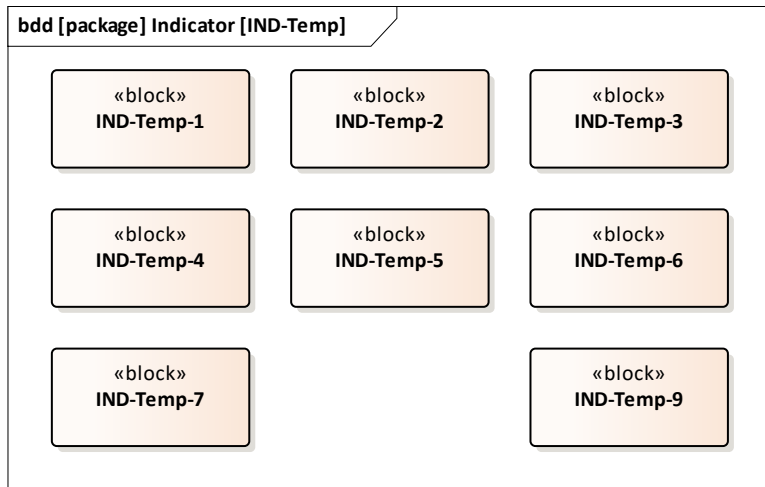 bdd [package] Indicator [IND-Temp]
«block»
IND-Temp-1
«block»
IND-Temp-2
«block»
IND-Temp-3
«block»
IND-Temp-4
«block»
IND-Temp-5
«block»
IND-Temp-6
«block»
IND-Temp-7
«block»
IND-Temp-9